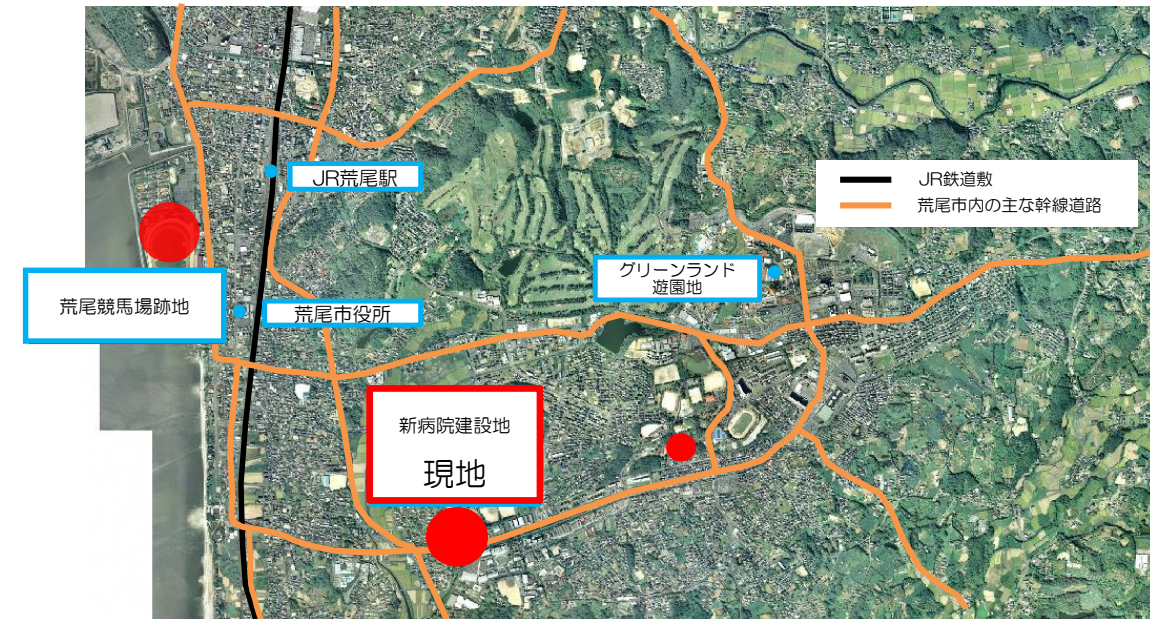 JR荒尾駅
JR鉄道敷
荒尾市内の主な幹線道路
グリーンランド
遊園地
荒尾競馬場跡地
荒尾市役所
新病院建設地
現地